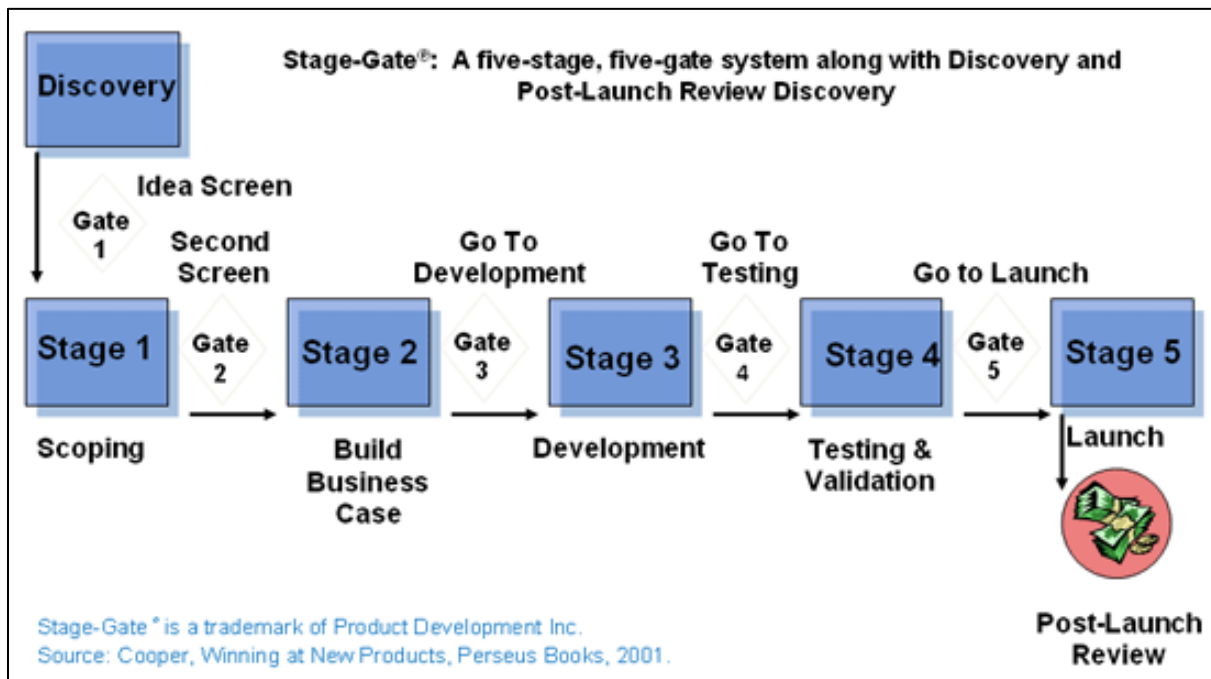 Stage-Gate®: A five-stage, five-gate system along with Discovery and
Post-Launch Review Discovery
Discovery
Idea Screen
Gate
1
Second
Screen
Go To
Development
Go To
Testing
Go to Launch
Stage 1
Gate
2
Stage 2
Gate
3
Stage 3
Gate
4
Stage 4
Gate
5
Stage 5
Scoping
Build
Business
Case
Development
Testing &
Validation
Launch
Post-Launch
Review
Stage-Gate ® is a trademark of Product Development Inc.
Source: Cooper, Winning at New Products, Perseus Books, 2001.